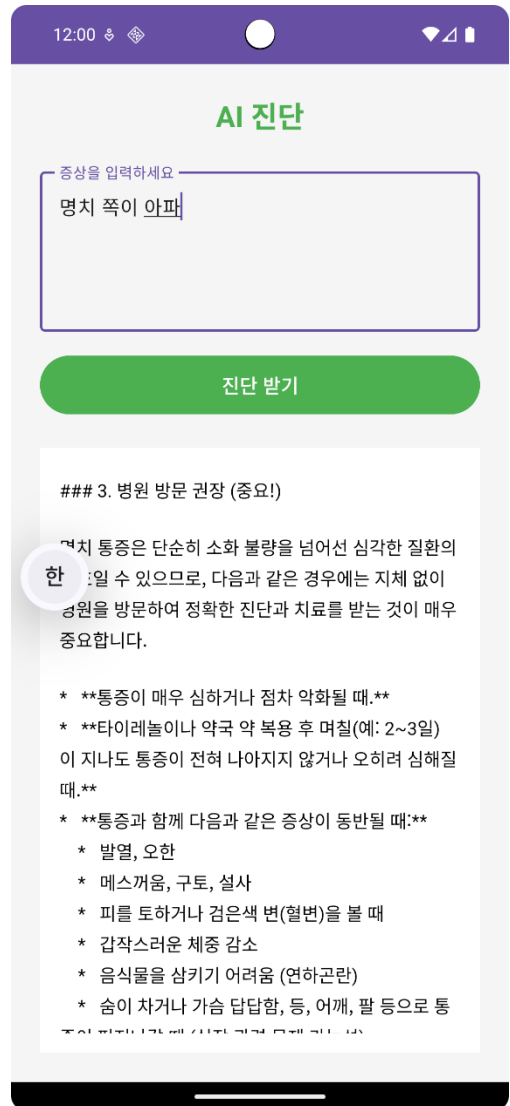 12:00
AI 진단
증상을 입력하세요
명치 쪽이 아파
진단 받기
### 3. 병원 방문 권장 (중요!)
통증은 단순히 소화 불량을 넘어선 심각한 질환의
한
일 수 있으므로, 다음과 같은 경우에는 지체 없이
병원을 방문하여 정확한 진단과 치료를 받는 것이 매우
중요합니다.
* **통증이 매우 심하거나 점차 악화될 때.**
* **타이레놀이나 약국 약 복용 후 며칠(예: 2~3일)
이 지나도 통증이 전혀 나아지지 않거나 오히려 심해질
때.**
* **통증과 함께 다음과 같은 증상이 동반될 때:**
* 발열, 오한
* 메스꺼움, 구토, 설사
* 피를 토하거나 검은색 변(혈변)을 볼 때
* 갑작스러운 체중 감소
* 음식물을 삼키기 어려움 (연하곤란)
* 숨이 차거나 가슴 답답함, 등, 어깨, 팔 등으로 통